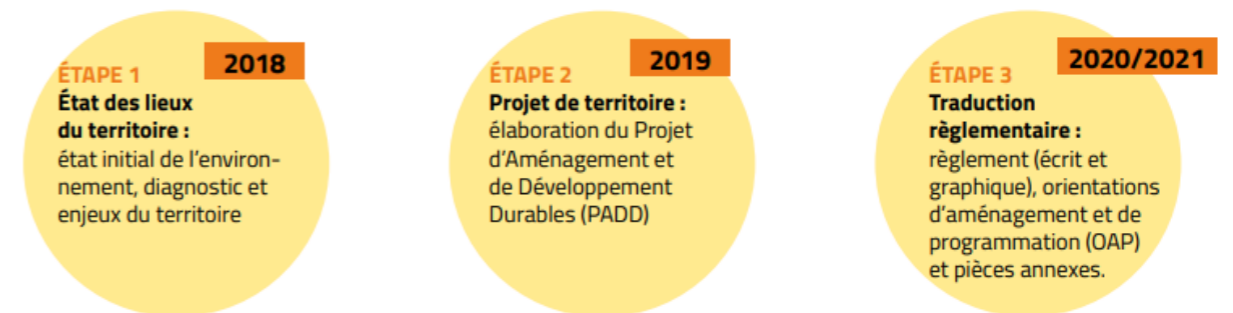 2018
ÉTAPE 1
État des lieux
du territoire :
état initial de l'environ-
nement, diagnostic et
enjeux du territoire
2019
ÉTAPE 2
Projet de territoire :
élaboration du Projet
d'Aménagement et
de Développement
Durables (PADD)
2020/2021
ÉTAPE 3
Traduction
règlementaire :
règlement (écrit et
graphique), orientations
d'aménagement et de
programmation (OAP)
et pièces annexes.